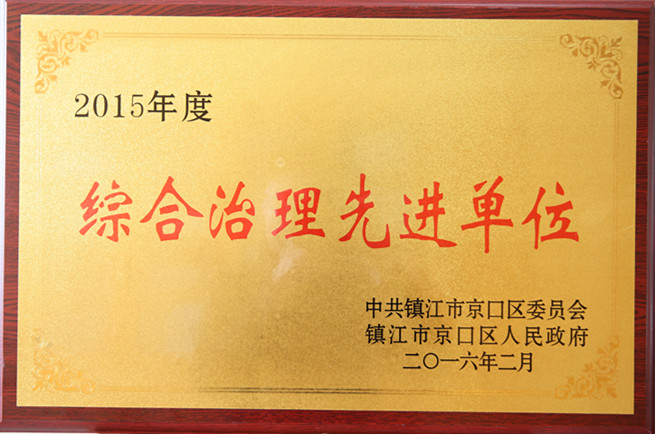 2015年度
综合治理先进单位
中共镇江市京口区委员会
镇江市京口区人民政府
二〇一六年二月